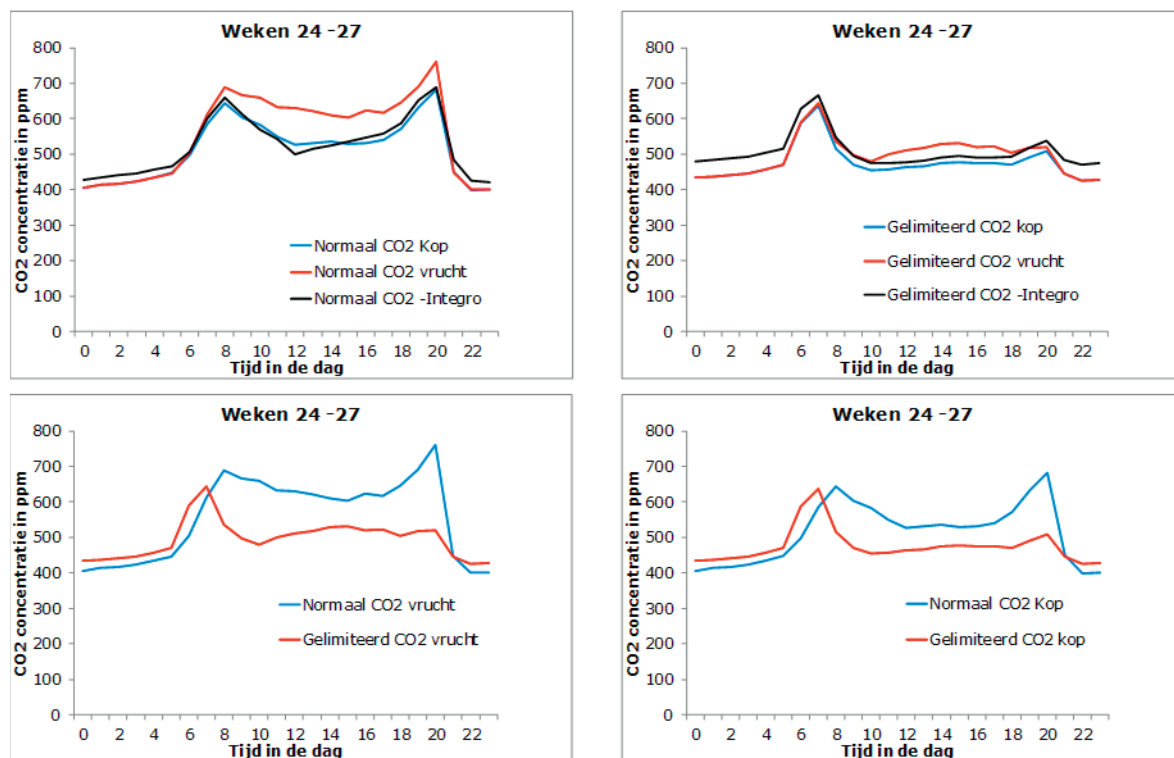 Weken 24 -27
CO2 concentratie in ppm
800
700
600
500
400
300
200
100
0
Normaal CO2 Kop
Normaal CO2 vrucht
Normaal CO2 -Integro
0 2 4 6 8 10 12 14 16 18 20 22
Tijd in de dag
Weken 24 -27
CO2 concentratie in ppm
800
700
600
500
400
300
200
100
0
Gelimiteerd CO2 kop
Gelimiteerd CO2 vrucht
Gelimiteerd CO2 -Integro
0 2 4 6 8 10 12 14 16 18 20 22
Tijd in de dag
Weken 24 -27
CO2 concentratie in ppm
800
700
600
500
400
300
200
100
0
Normaal CO2 vrucht
Gelimiteerd CO2 vrucht
0 2 4 6 8 10 12 14 16 18 20 22
Tijd in de dag
Weken 24 -27
CO2 concentratie in ppm
800
700
600
500
400
300
200
100
0
Normaal CO2 Kop
Gelimiteerd CO2 kop
0 2 4 6 8 10 12 14 16 18 20 22
Tijd in de dag